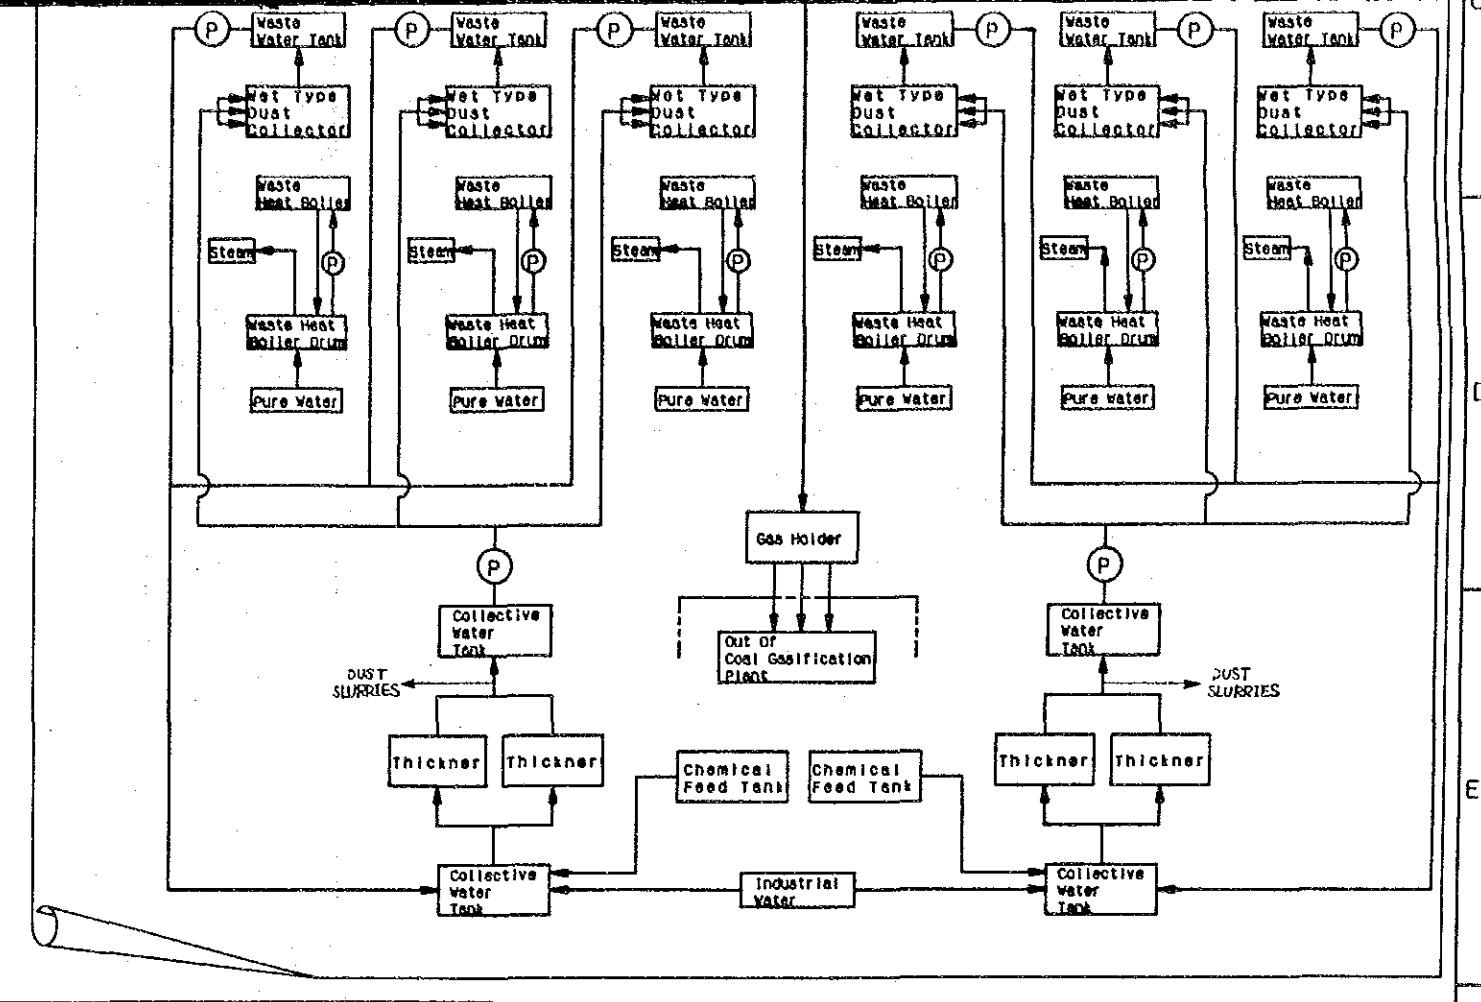 P
Waste
Water Tank
P
Waste
Water Tank
P
Waste
Water Tank
Waste
Water Tank
P
Waste
Water Tank
P
Waste
Water Tank
P
Wet Type
Dust
Collector
Wet Type
Dust
Collector
Wet Type
Dust
Collector
Wet Type
Dust
Collector
Wet Type
Dust
Collector
Wet Type
Dust
Collector
Waste
Heat Boiler
Waste
Heat Boiler
Waste
Heat Boiler
Waste
Heat Boiler
Waste
Heat Boiler
Waste
Heat Boiler
Steam
P
Steam
P
Steam
P
Steam
P
Steam
P
Steam
P
Waste Heat
Boiler Drum
Waste Heat
Boiler Drum
Waste Heat
Boiler Drum
Waste Heat
Boiler Drum
Waste Heat
Boiler Drum
Waste Heat
Boiler Drum
Pure Water
Pure Water
Pure Water
Pure Water
Pure Water
Pure Water
Gas Holder
P
P
Collective
Water
Tank
Out Of
Coal Gasification
Plant
Collective
Water
Tank
DUST
SLURRIES
DUST
SLURRIES
Thickner
Thickner
Chemical
Feed Tank
Chemical
Feed Tank
Thickner
Thickner
E
Collective
Water
Tank
Industrial
Water
Collective
Water
Tank